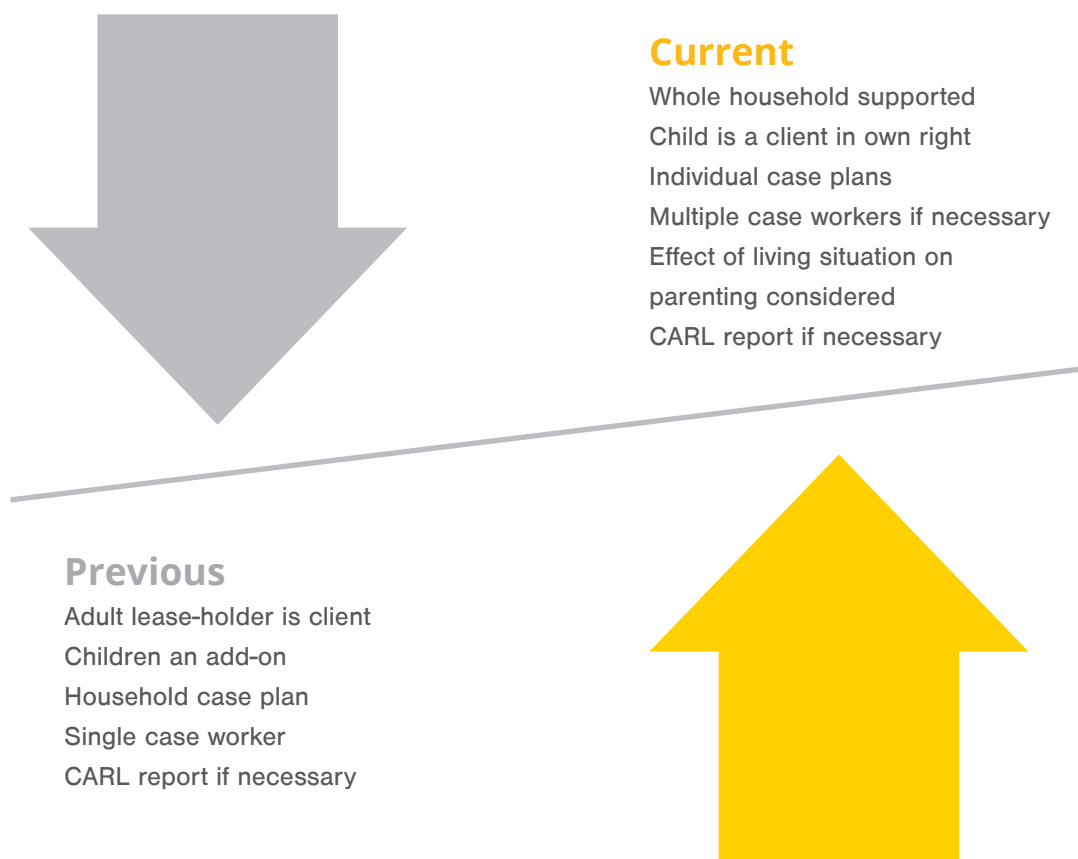 Current
Whole household supported
Child is a client in own right
Individual case plans
Multiple case workers if necessary
Effect of living situation on
parenting considered
CARL report if necessary
Previous
Adult lease-holder is client
Children an add-on
Household case plan
Single case worker
CARL report if necessary